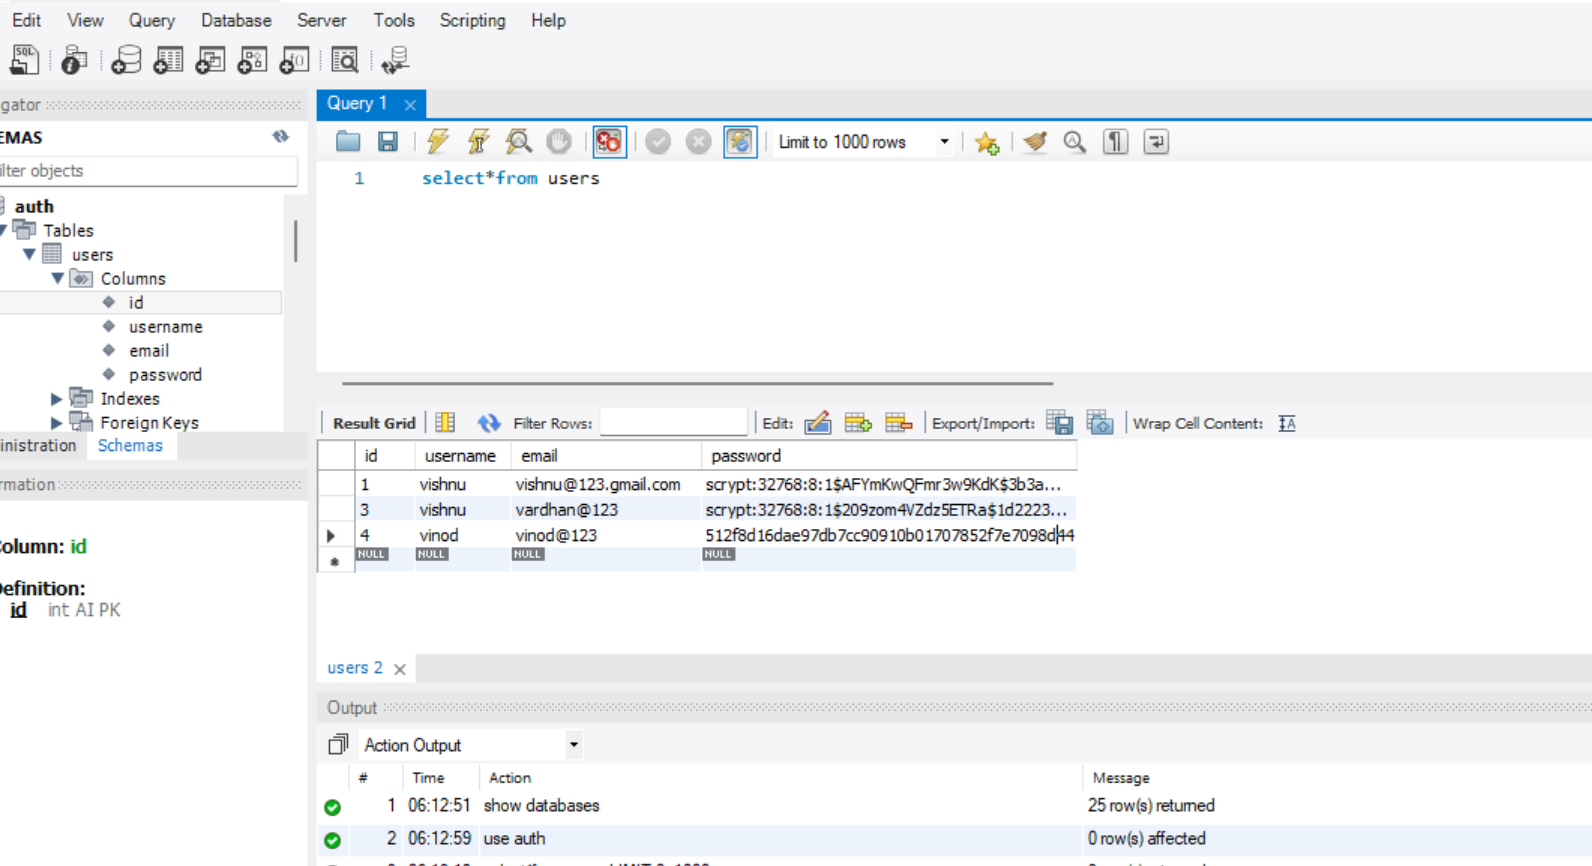 Edit View Query Database Server Tools Scripting Help
SQL
gator
Query 1
EMAS
Limit to 1000 rows
ilter objects
1 select*from users
auth
Tables
users
Columns
id
username
email
password
Indexes
Foreign Keys
Result Grid Filter Rows: Edit: Export/Import: Wrap Cell Content:
inistration Schemas
id username email password
rmation
1 vishnu vishnu@123.gmail.com scrypt:32768:8:1$AFYmKwQFmr3w9KdK$3b3a...
3 vishnu vardhan@123 scrypt:32768:8:1$209zom4VZdz5ETRa$1d2223...
4 vinod vinod@123 512f8d16dae97db7cc90910b01707852f7e7098d44
NULL NULL NULL NULL
olumn: id
efinition:
id int AI PK
users 2
Output
Action Output
# Time Action Message
1 06:12:51 show databases 25 row(s) returned
2 06:12:59 use auth 0 row(s) affected